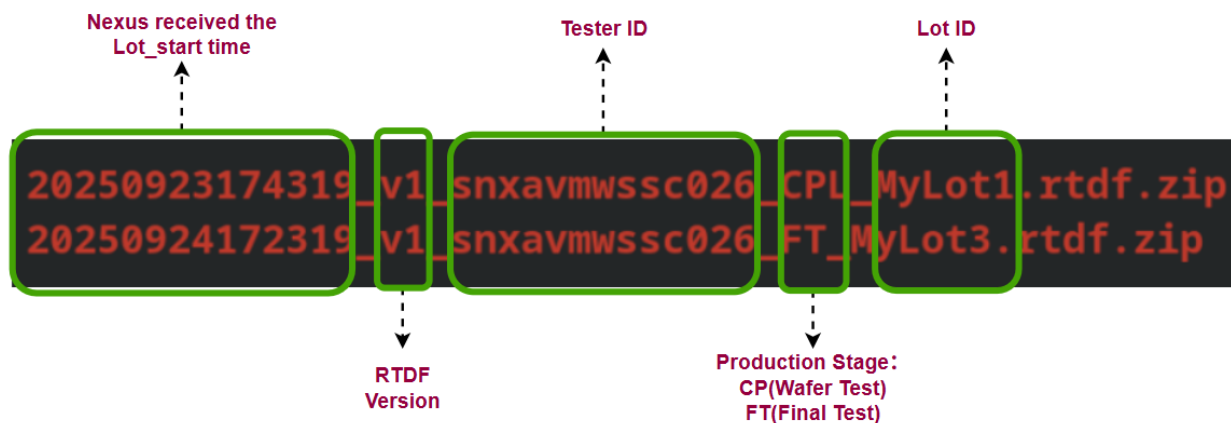 Nexus received the
Lot_start time
Tester ID
Lot ID
20250923174319_v1_snxavmwssc026_CPL_MyLot1.rtdf.zip
20250924172319_v1_snxavmwssc026_FT_MyLot3.rtdf.zip
RTDF
Version
Production Stage：
CP(Wafer Test)
FT(Final Test)